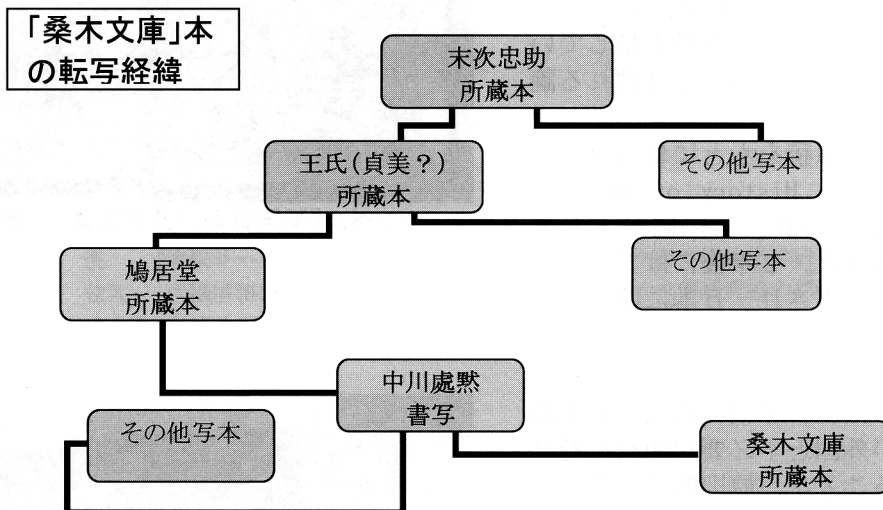 「桑木文庫」本
の転写経緯
末次忠助
所蔵本
王氏(貞美?)
所蔵本
その他写本
その他写本
鳩居堂
所蔵本
中川處黙
書写
その他写本
桑木文庫
所蔵本